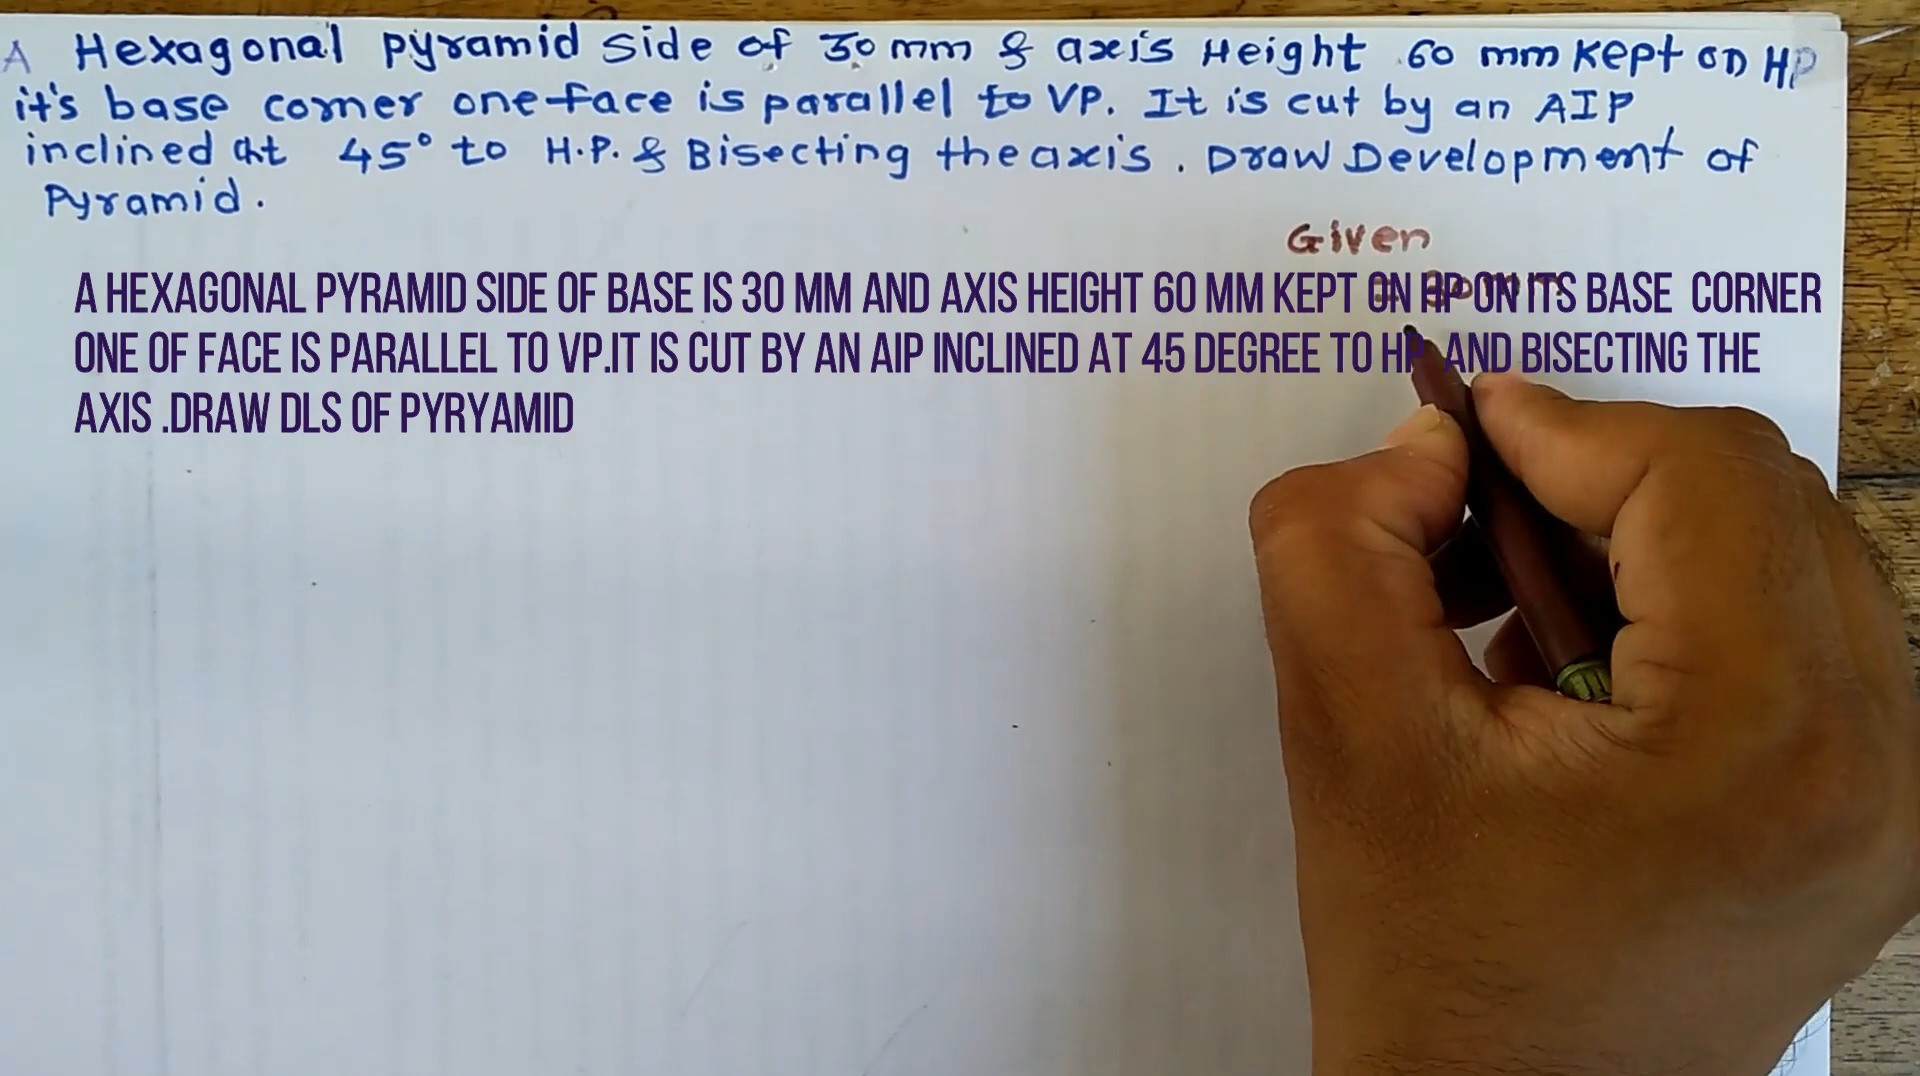 A Hexagonal pyramid side of 30 mm & axis Height 60 mm kept on HP
it's base corner one face is parallel to VP. It is cut by an AIP
inclined at 45° to H.P. & Bisecting the axis. Draw Development of
Pyramid.
Given
A HEXAGONAL PYRAMID SIDE OF BASE IS 30 MM AND AXIS HEIGHT 60 MM KEPT ON HP ON ITS BASE CORNER
ONE OF FACE IS PARALLEL TO VP.IT IS CUT BY AN AIP INCLINED AT 45 DEGREE TO HP AND BISECTING THE
AXIS .DRAW DLS OF PYRYAMID